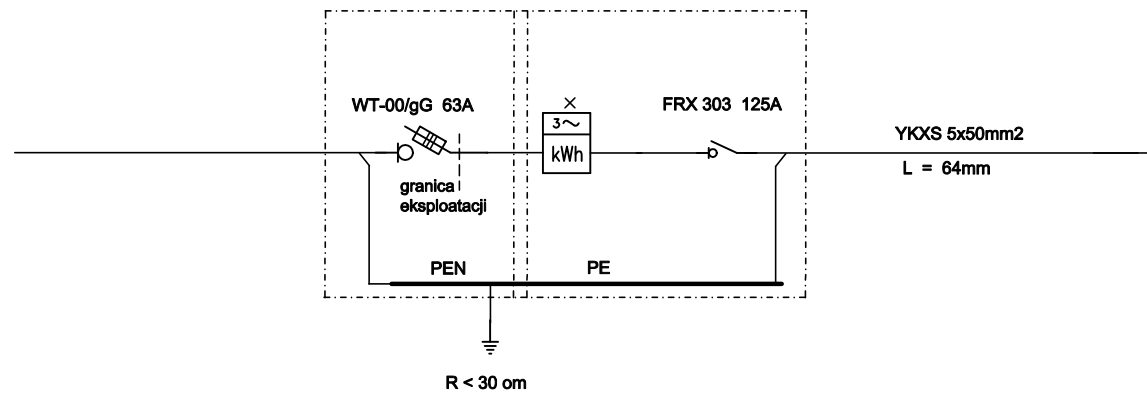 WT-00/gG 63A
FRX 303 125A
3~
kWh
YKXS 5x50mm2
L = 64mm
granica
eksploatacji
PEN
PE
R < 30 om